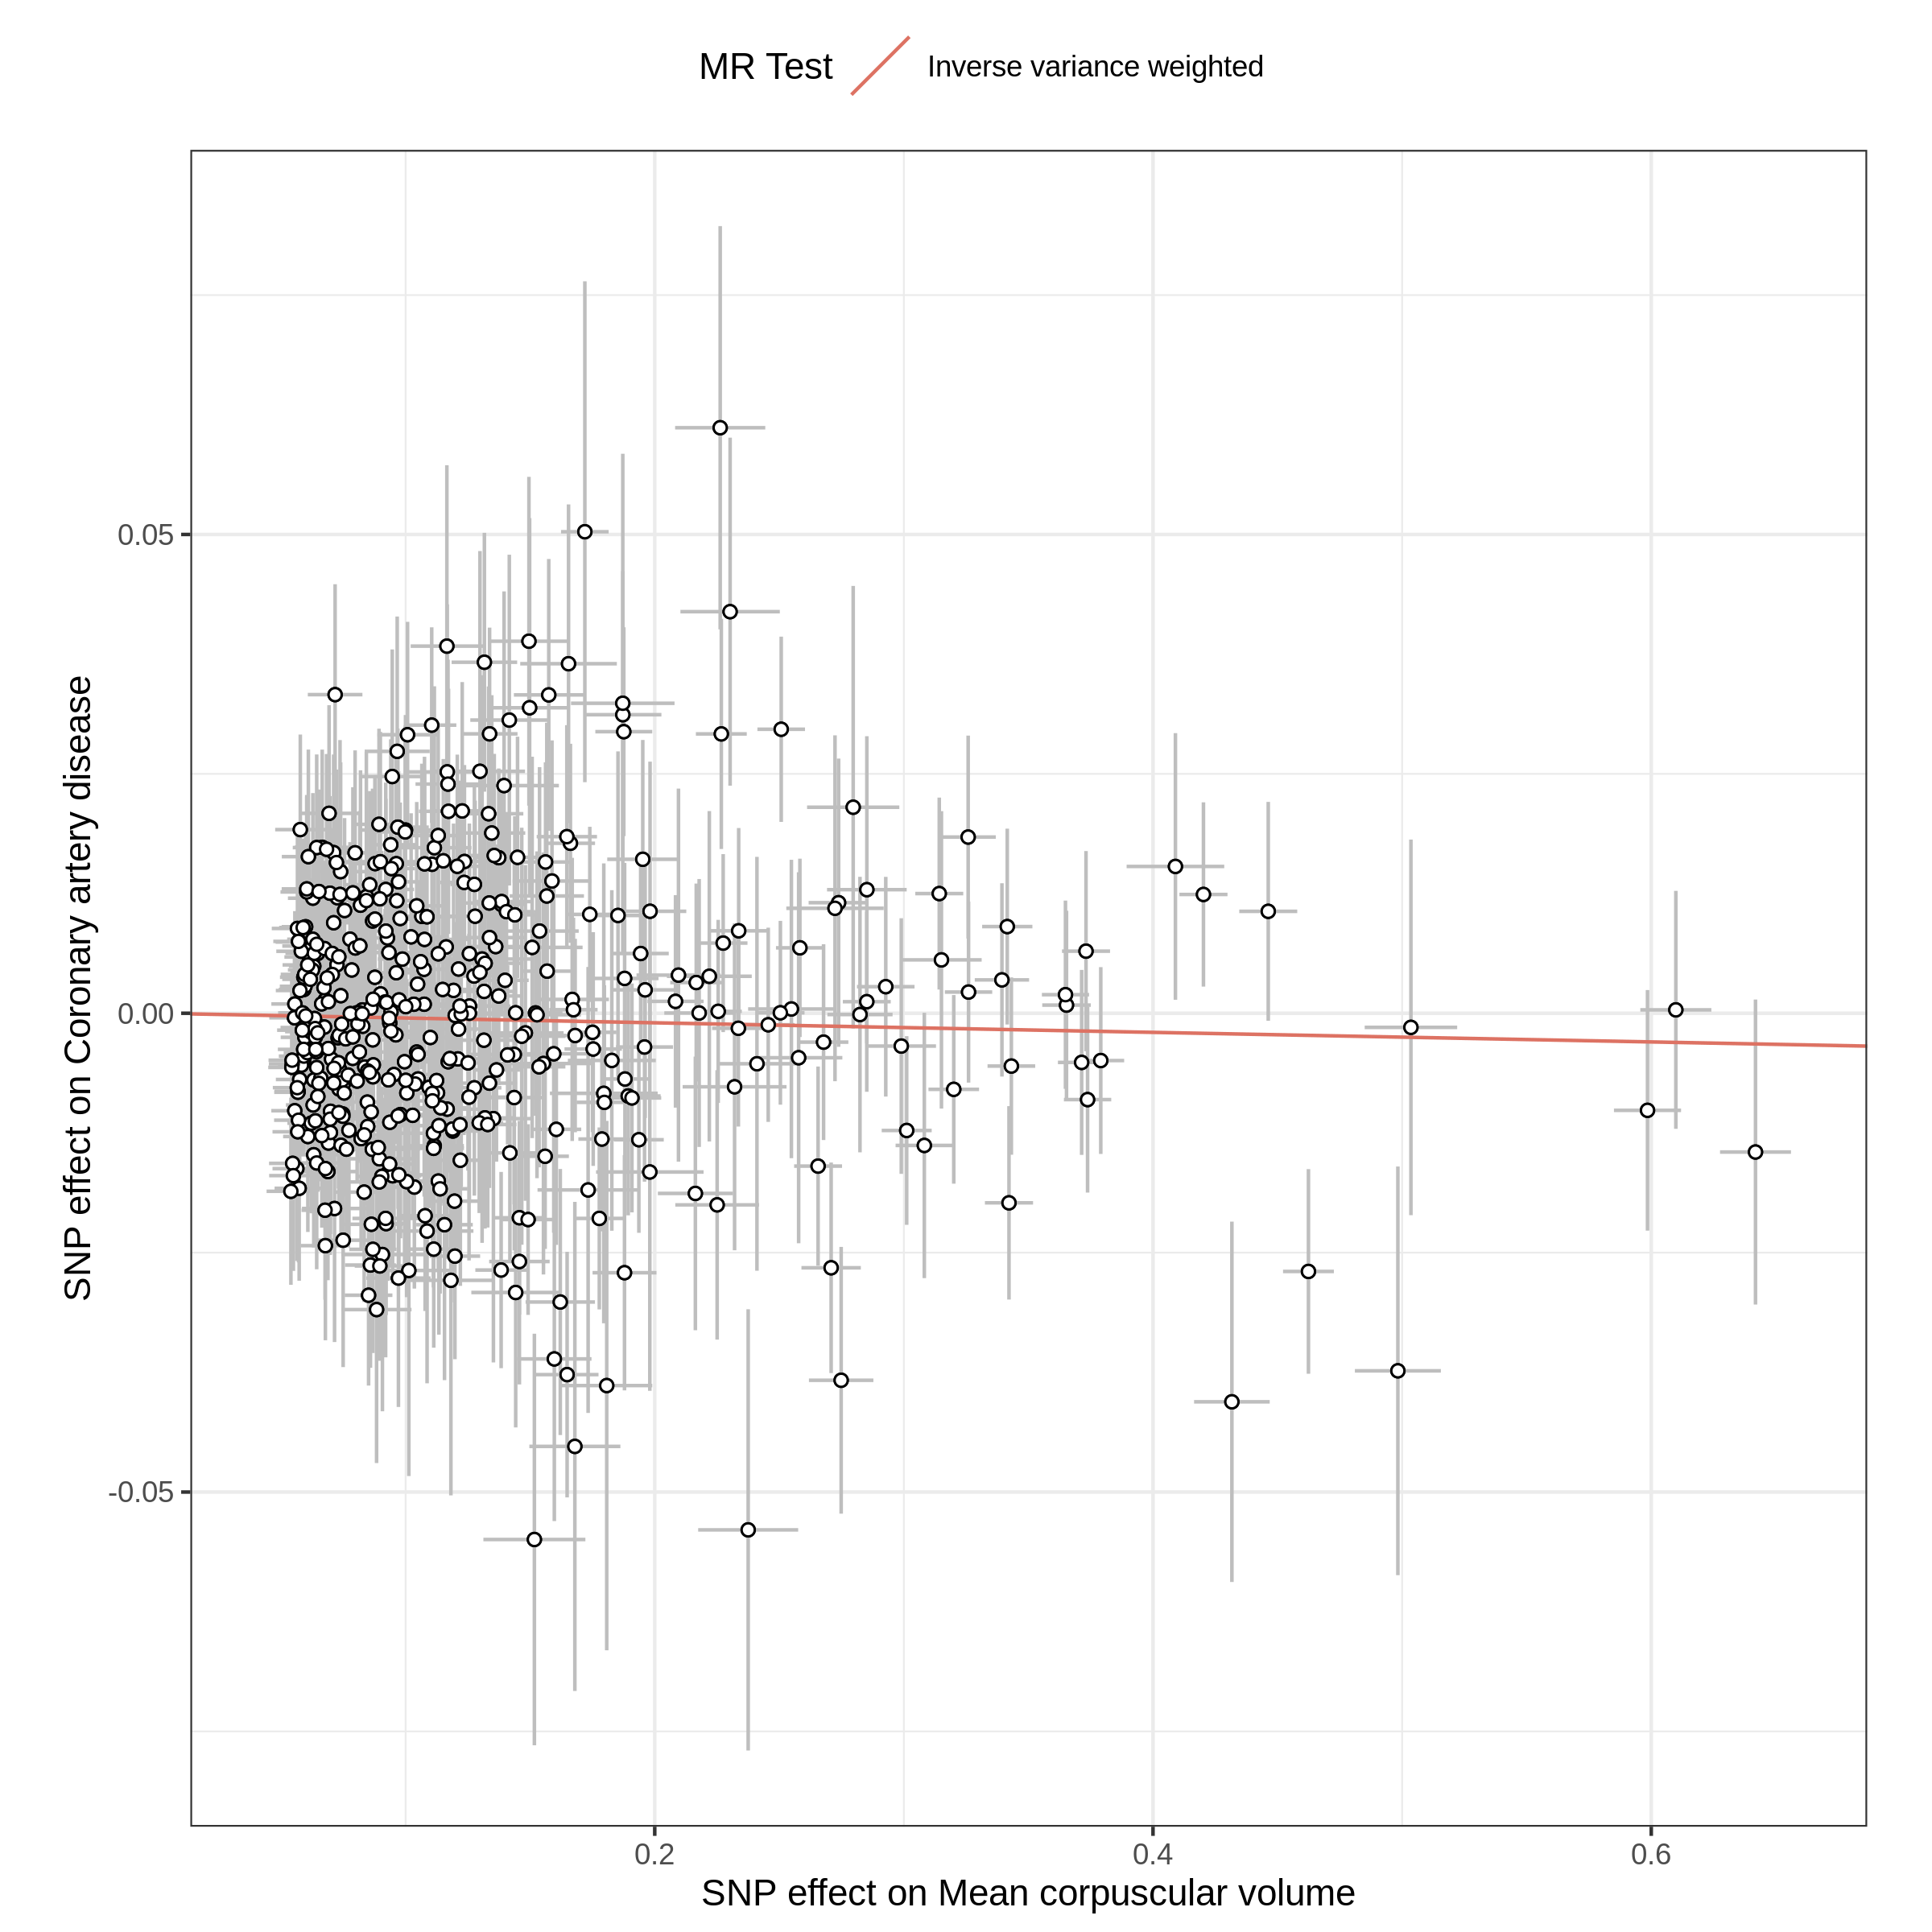 MR Test Inverse variance weighted
SNP effect on Coronary artery disease
0.05
0.00
-0.05
0.2 0.4 0.6
SNP effect on Mean corpuscular volume